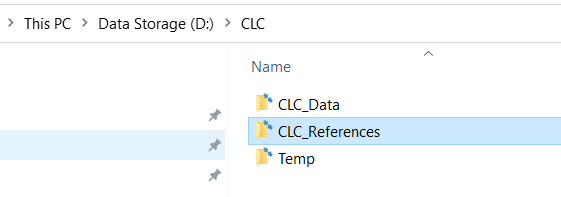 This PC > Data Storage (D:) > CLC
Name
CLC_Data
CLC_References
Temp